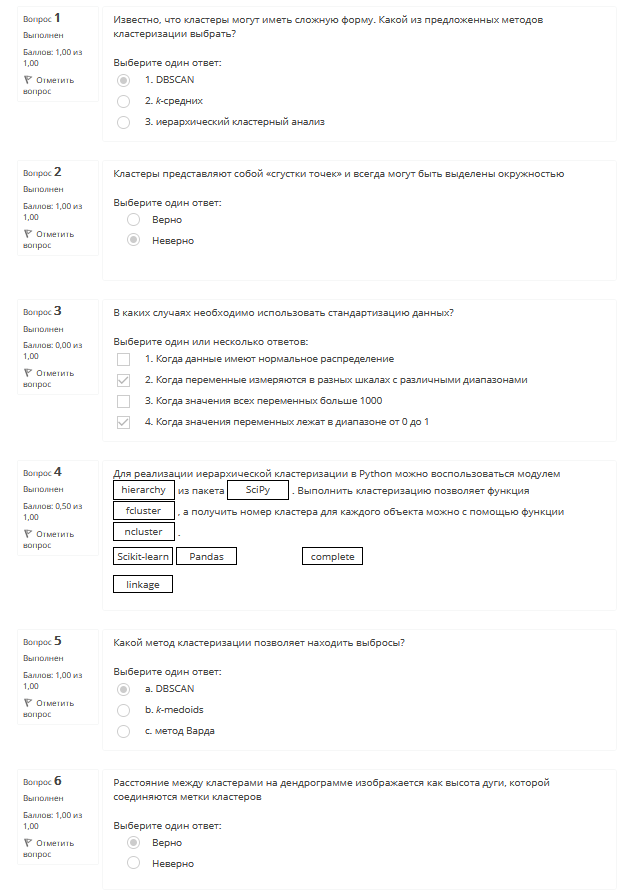 Вопрос 1
Выполнен
Баллов: 1,00 из
1,00
Отметить
вопрос
Известно, что кластеры могут иметь сложную форму. Какой из предложенных методов
кластеризации выбрать?
Выберите один ответ:
1. DBSCAN
2. k-средних
3. иерархический кластерный анализ
Вопрос 2
Выполнен
Баллов: 1,00 из
1,00
Отметить
вопрос
Кластеры представляют собой «сгустки точек» и всегда могут быть выделены окружностью
Выберите один ответ:
Верно
Неверно
Вопрос 3
Выполнен
Баллов: 0,00 из
1,00
Отметить
вопрос
В каких случаях необходимо использовать стандартизацию данных?
Выберите один или несколько ответов:
1. Когда данные имеют нормальное распределение
2. Когда переменные измеряются в разных шкалах с различными диапазонами
3. Когда значения всех переменных больше 1000
4. Когда значения переменных лежат в диапазоне от 0 до 1
Вопрос 4
Выполнен
Баллов: 0,50 из
1,00
Отметить
вопрос
Для реализации иерархической кластеризации в Python можно воспользоваться модулем
hierarchy из пакета SciPy . Выполнить кластеризацию позволяет функция
fcluster , а получить номер кластера для каждого объекта можно с помощью функции
ncluster .
Scikit-learn Pandas complete
linkage
Вопрос 5
Выполнен
Баллов: 1,00 из
1,00
Отметить
вопрос
Какой метод кластеризации позволяет находить выбросы?
Выберите один ответ:
a. DBSCAN
b. k-medoids
c. метод Варда
Вопрос 6
Выполнен
Баллов: 1,00 из
1,00
Отметить
вопрос
Расстояние между кластерами на дендрограмме изображается как высота дуги, которой
соединяются метки кластеров
Выберите один ответ:
Верно
Неверно